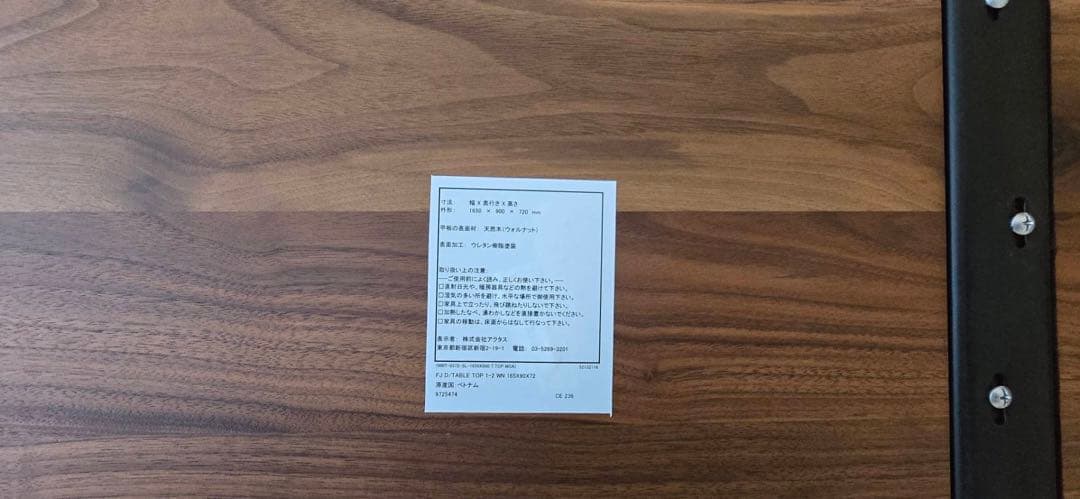 寸法: 幅 X 奥行き X 高さ
外形: 1650 × 900 × 720 mm
甲板の表面材: 天然木(ウォルナット)
表面加工: ウレタン樹脂塗装
取り扱い上の注意:
―ご使用前によく読み、正しくお使い下さい。―
□直射日光や、暖房器具などの熱を避けて下さい。
□湿気の多い所を避け、水平な場所で御使用下さい。
□家具上で立ったり、飛び跳ねたりしないで下さい。
□加熱したなべ、湯わかしなどを直接置かないでください。
□家具の移動は、床面からはなして行なって下さい。
表示者: 株式会社アクタス
東京都新宿区新宿2-19-1 電話: 03-5269-3201
FJ D/TABLE TOP 1-2 WN 165X90X72
原産国:ベトナム
9725474 CE 239